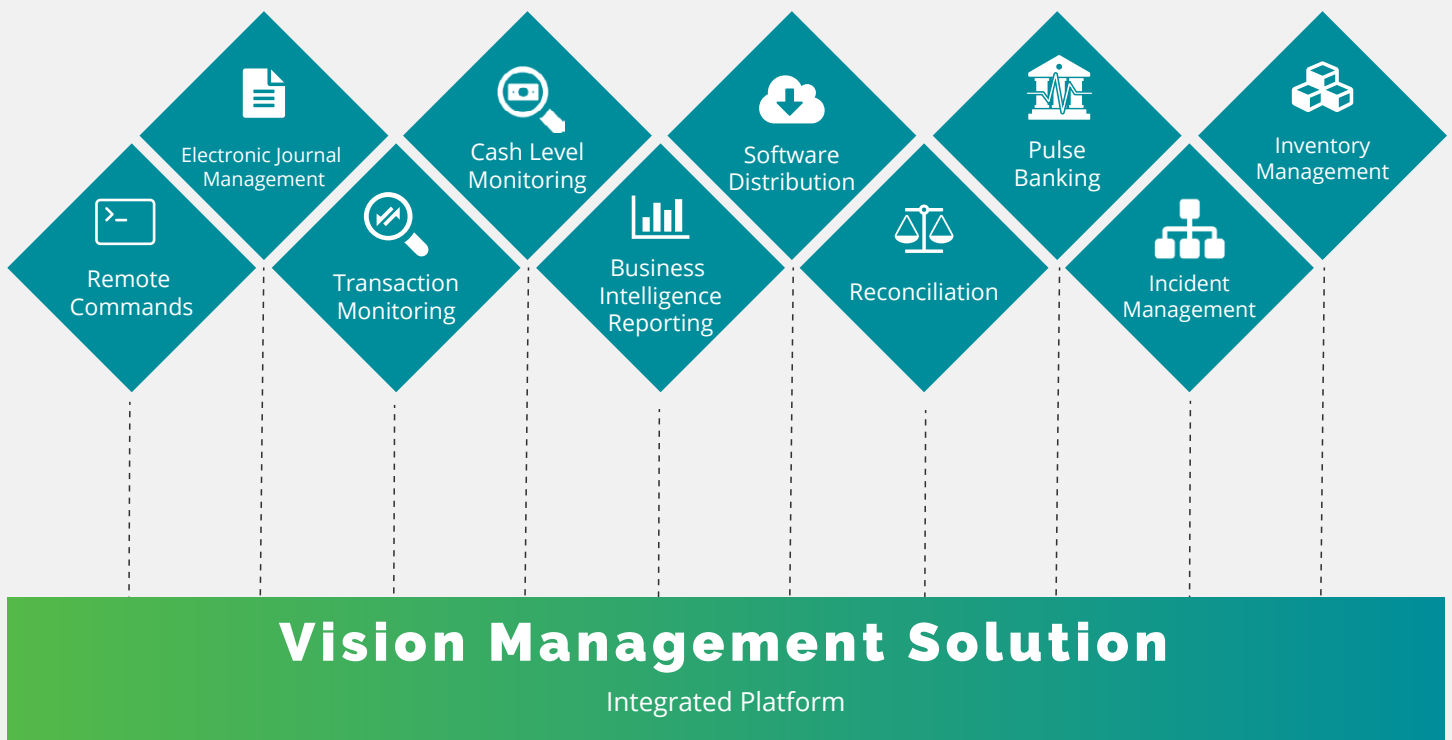 Electronic Journal
Management
Cash Level
Monitoring
Software
Distribution
Pulse
Banking
Inventory
Management
Remote
Commands
Transaction
Monitoring
Business
Intelligence
Reporting
Reconciliation
Incident
Management
Vision Management Solution
Integrated Platform